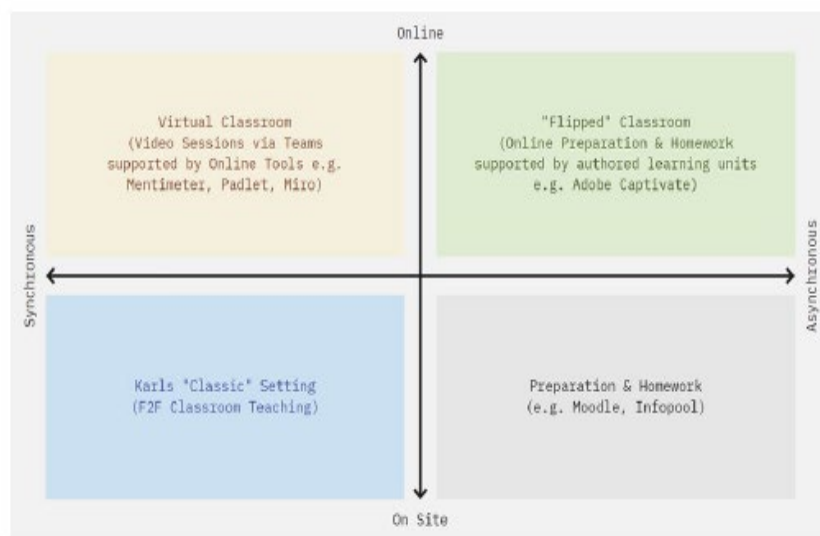 Online
Virtual Classroom
(Video Sessions via Teams
supported by Online Tools e.g.
Mentimeter, Padlet, Miro)
"Flipped" Classroom
(Online Preparation & Homework
supported by authored learning units
e.g. Adobe Captivate)
Synchronous
Asynchronous
Karls "Classic" Setting
(F2F Classroom Teaching)
Preparation & Homework
(e.g. Moodle, Infopool)
On Site